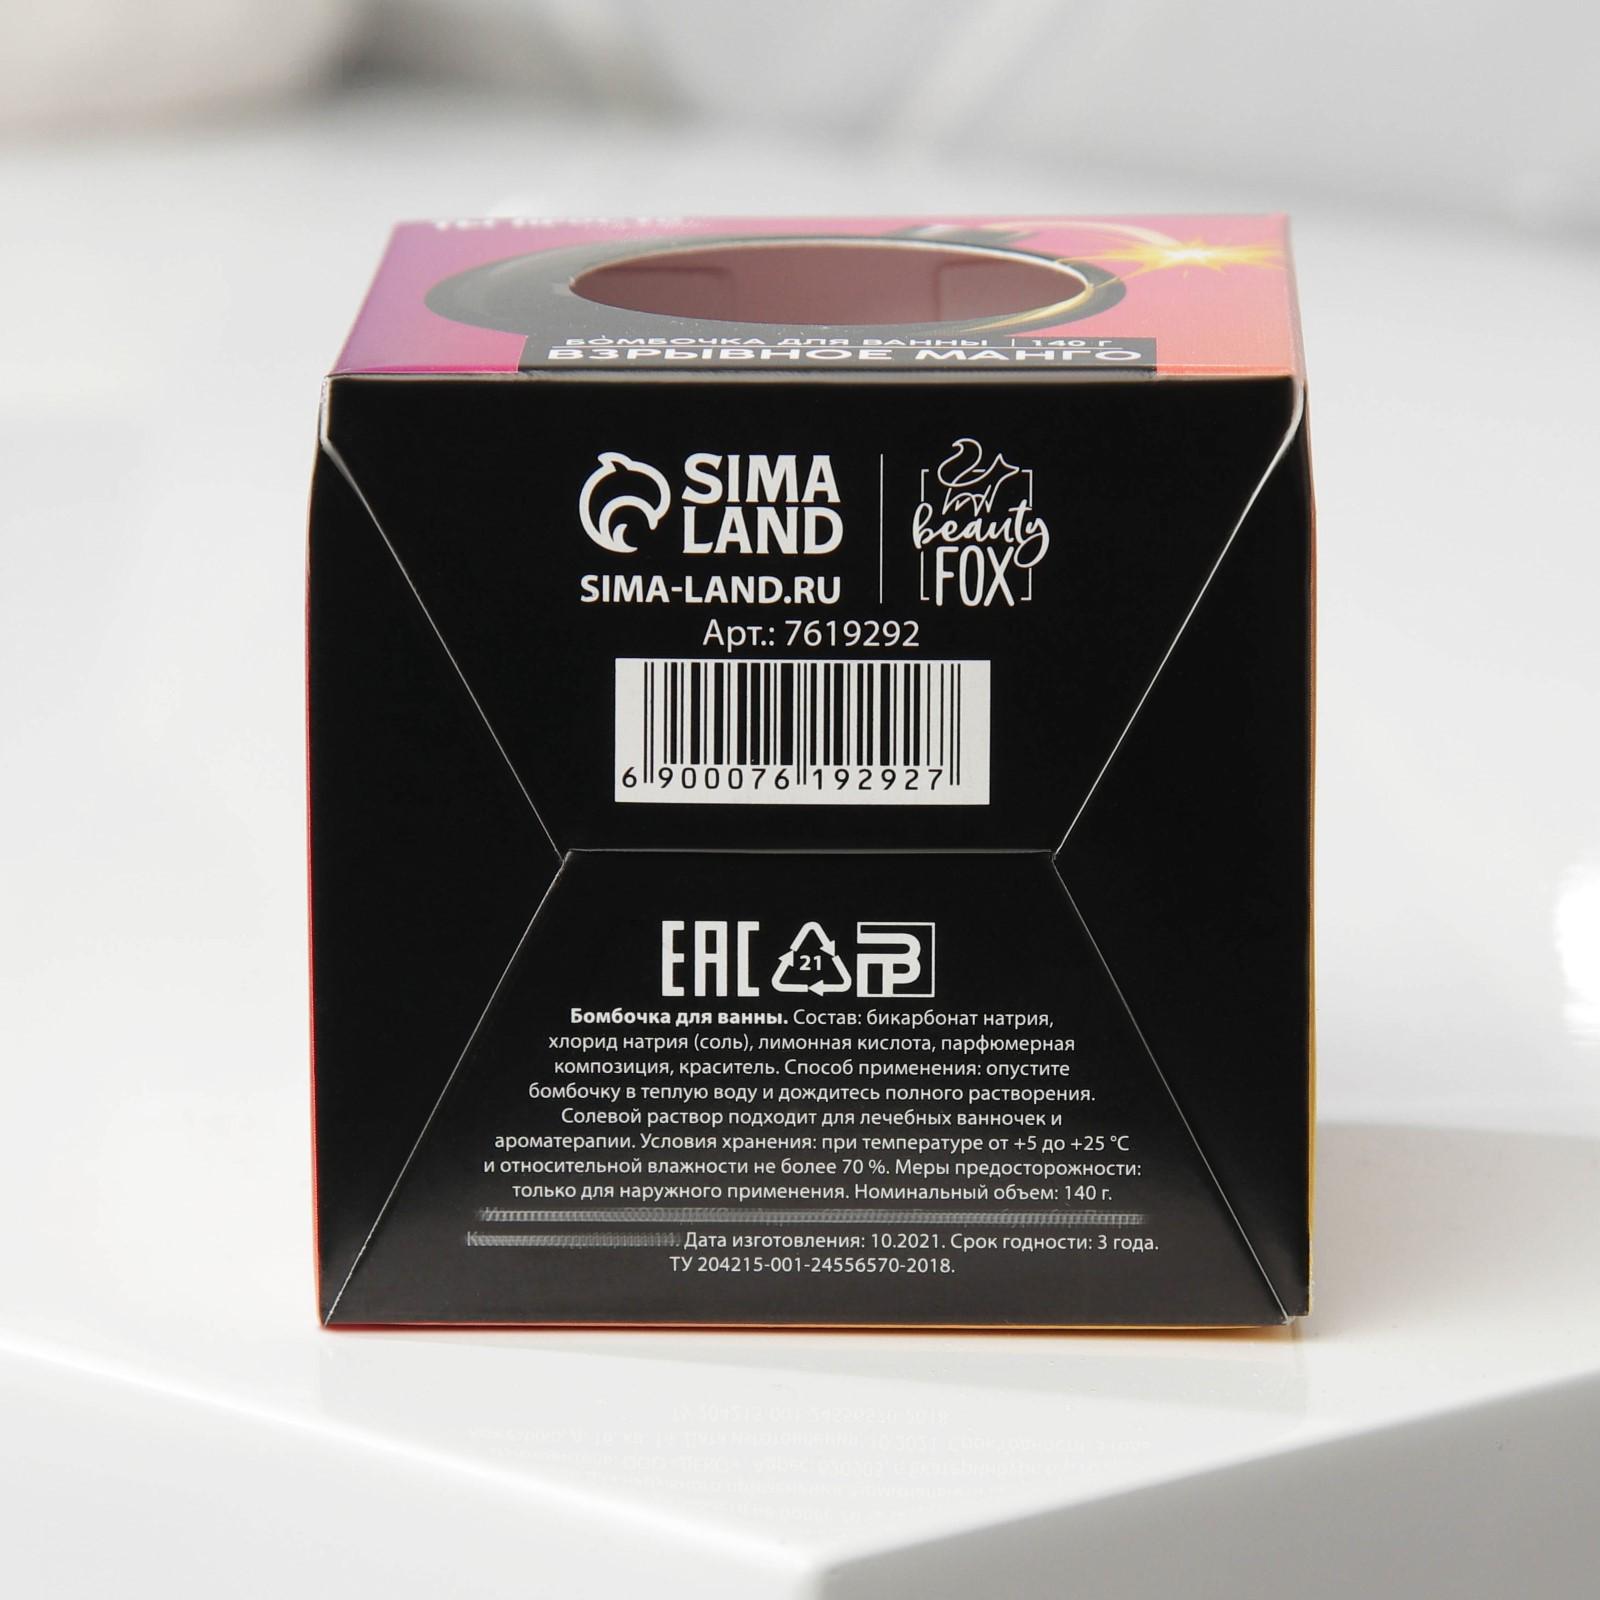 БОМБОЧКА ДЛЯ ВАННЫ | 140 г
ВЗРЫВНОЕ МАНГО
SIMA
LAND
SIMA-LAND.RU
beauty
FOX
Арт.: 7619292
6 900076 192927
EAC
21
Бомбочка для ванны. Состав: бикарбонат натрия,
хлорид натрия (соль), лимонная кислота, парфюмерная
композиция, краситель. Способ применения: опустите
бомбочку в теплую воду и дождитесь полного растворения.
Солевой раствор подходит для лечебных ванночек и
ароматерапии. Условия хранения: при температуре от +5 до +25 °C
и относительной влажности не более 70 %. Меры предосторожности:
только для наружного применения. Номинальный объем: 140 г.
Дата изготовления: 10.2021. Срок годности: 3 года.
ТУ 204215-001-24556570-2018.